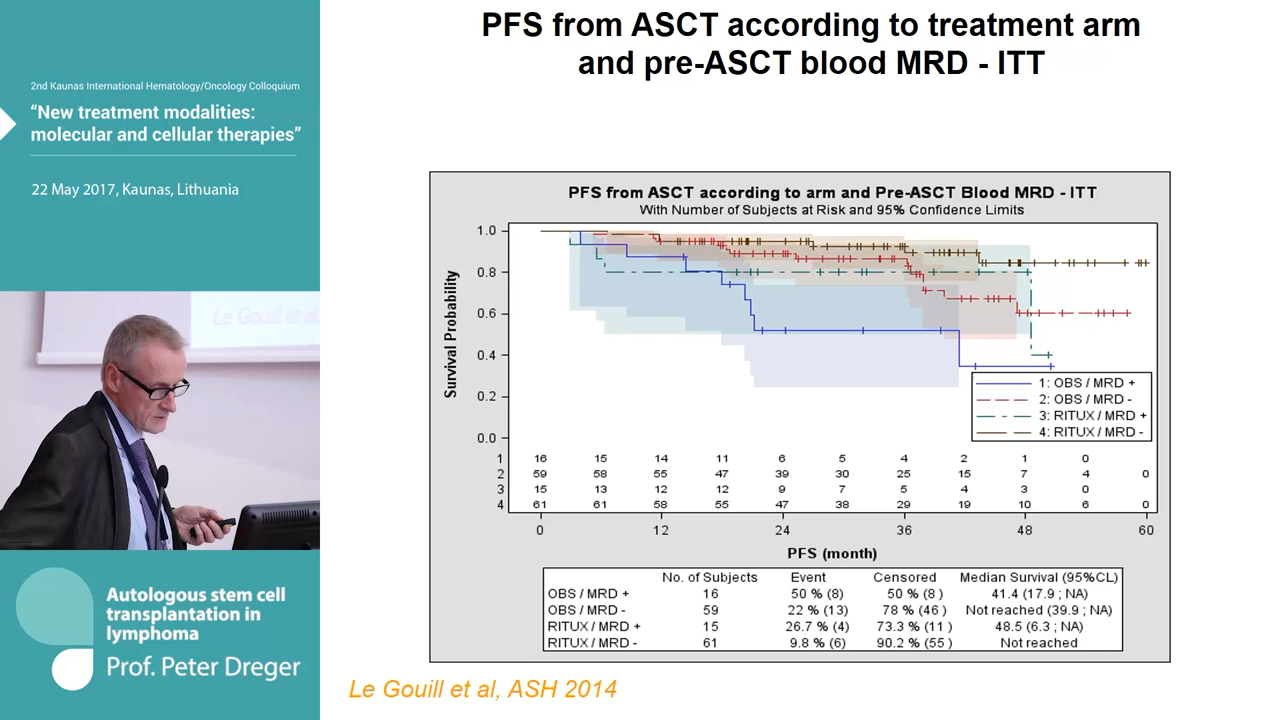 2nd Kaunas International Hematology/Oncology Colloquium
“New treatment modalities:
molecular and cellular therapies”
22 May 2017, Kaunas, Lithuania
Le Gouill et al,
Autologous stem cell
transplantation in
lymphoma
Prof. Peter Dreger
PFS from ASCT according to treatment arm
and pre-ASCT blood MRD - ITT
PFS from ASCT according to arm and Pre-ASCT Blood MRD - ITT
With Number of Subjects at Risk and 95% Confidence Limits
Survival Probability
1.0
0.8
0.6
0.4
0.2
0.0
1: OBS / MRD +
2: OBS / MRD -
3: RITUX / MRD +
4: RITUX / MRD -
1 16 15 14 11 6 5 4 2 1 0
2 59 58 55 47 39 30 25 15 7 4 0
3 15 13 12 12 9 7 5 4 3 0
4 61 61 58 55 47 38 29 19 10 6 0
0 12 24 36 48 60
PFS (month)
No. of Subjects Event Censored Median Survival (95%CL)
OBS / MRD + 16 50 % (8) 50 % (8 ) 41.4 (17.9 ; NA)
OBS / MRD - 59 22 % (13) 78 % (46 ) Not reached (39.9 ; NA)
RITUX / MRD + 15 26.7 % (4) 73.3 % (11 ) 48.5 (6.3 ; NA)
RITUX / MRD - 61 9.8 % (6) 90.2 % (55 ) Not reached
Le Gouill et al, ASH 2014